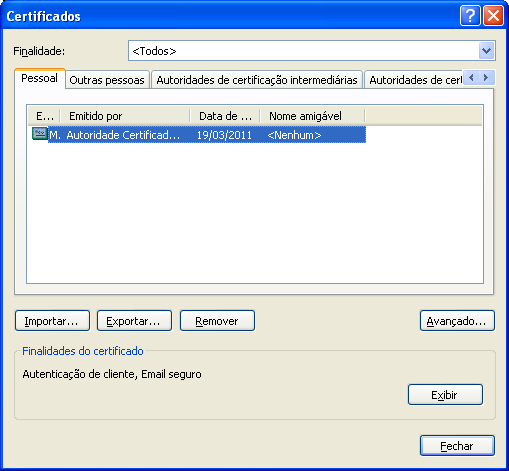 Certificados
Finalidade: <Todos>
Pessoal Outras pessoas Autoridades de certificação intermediárias Autoridades de cert
E... Emitido por Data de ... Nome amigável
M. Autoridade Certificad... 19/03/2011 <Nenhum>
Importar... Exportar... Remover Avançado...
Finalidades do certificado
Autenticação de cliente, Email seguro
Exibir
Fechar